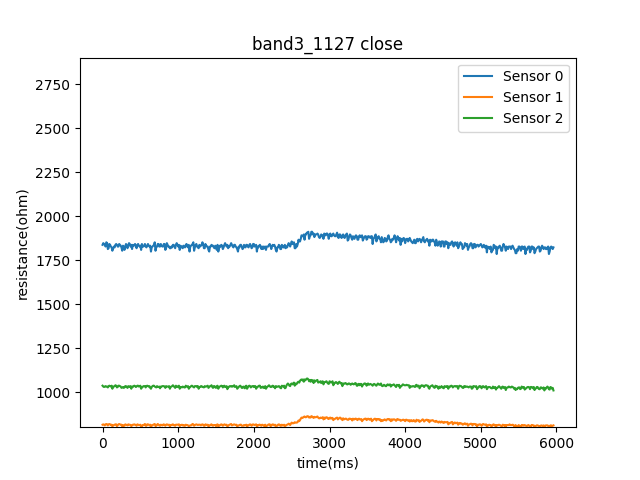 band3_1127 close
Sensor 0
Sensor 1
Sensor 2
2750
2500
2250
2000
1750
1500
1250
1000
resistance(ohm)
0 1000 2000 3000 4000 5000 6000
time(ms)